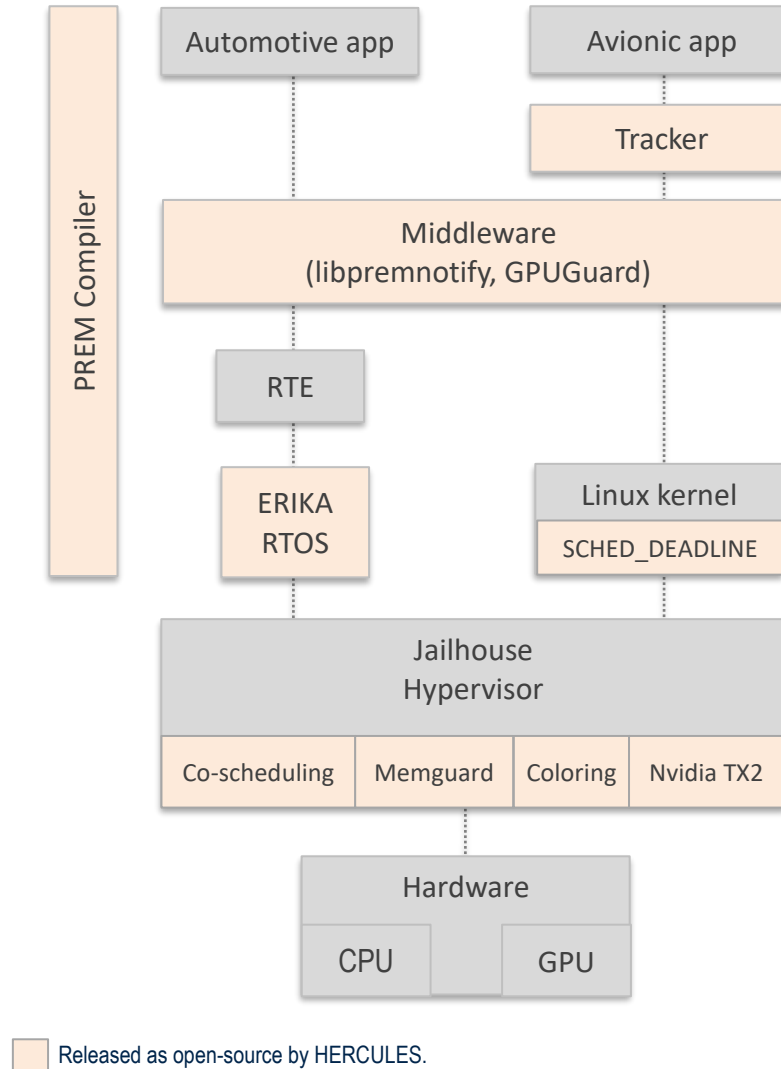 Automotive app
Avionic app
Tracker
PREM Compiler
Middleware
(libpremnotify, GPUGuard)
RTE
ERIKA
RTOS
Linux kernel
SCHED_DEADLINE
Jailhouse
Hypervisor
Co-scheduling
Memguard
Coloring
Nvidia TX2
Hardware
CPU
GPU
Released as open-source by HERCULES.